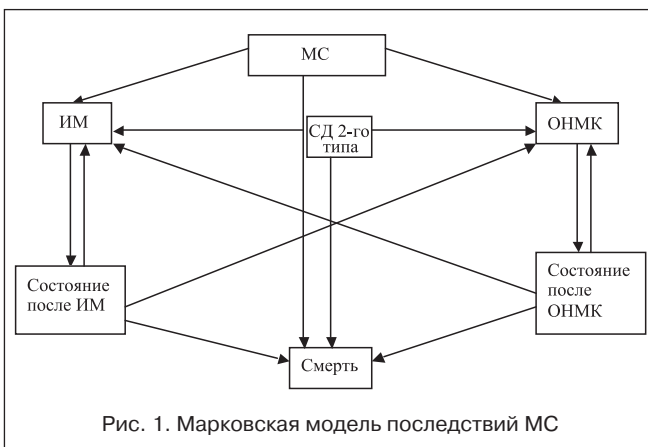 МС
ИМ
СД 2-го
типа
ОНМК
Состояние
после ИМ
Состояние
после
ОНМК
Смерть
Рис. 1. Марковская модель последствий МС